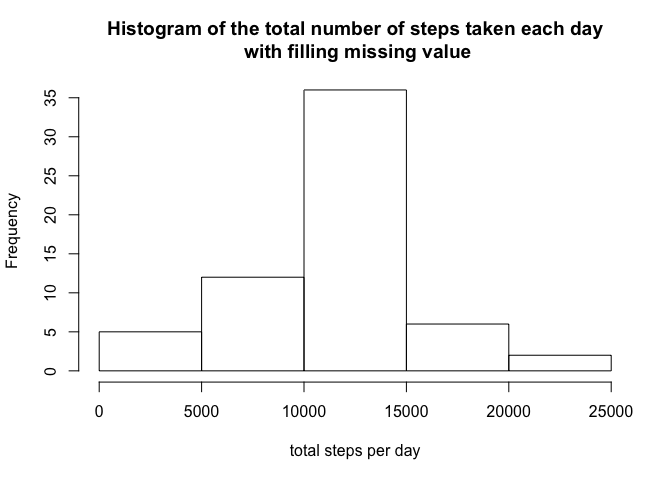 Histogram of the total number of steps taken each day
with filling missing value
Frequency
35
30
25
20
15
10
5
0
0 5000 10000 15000 20000 25000
total steps per day